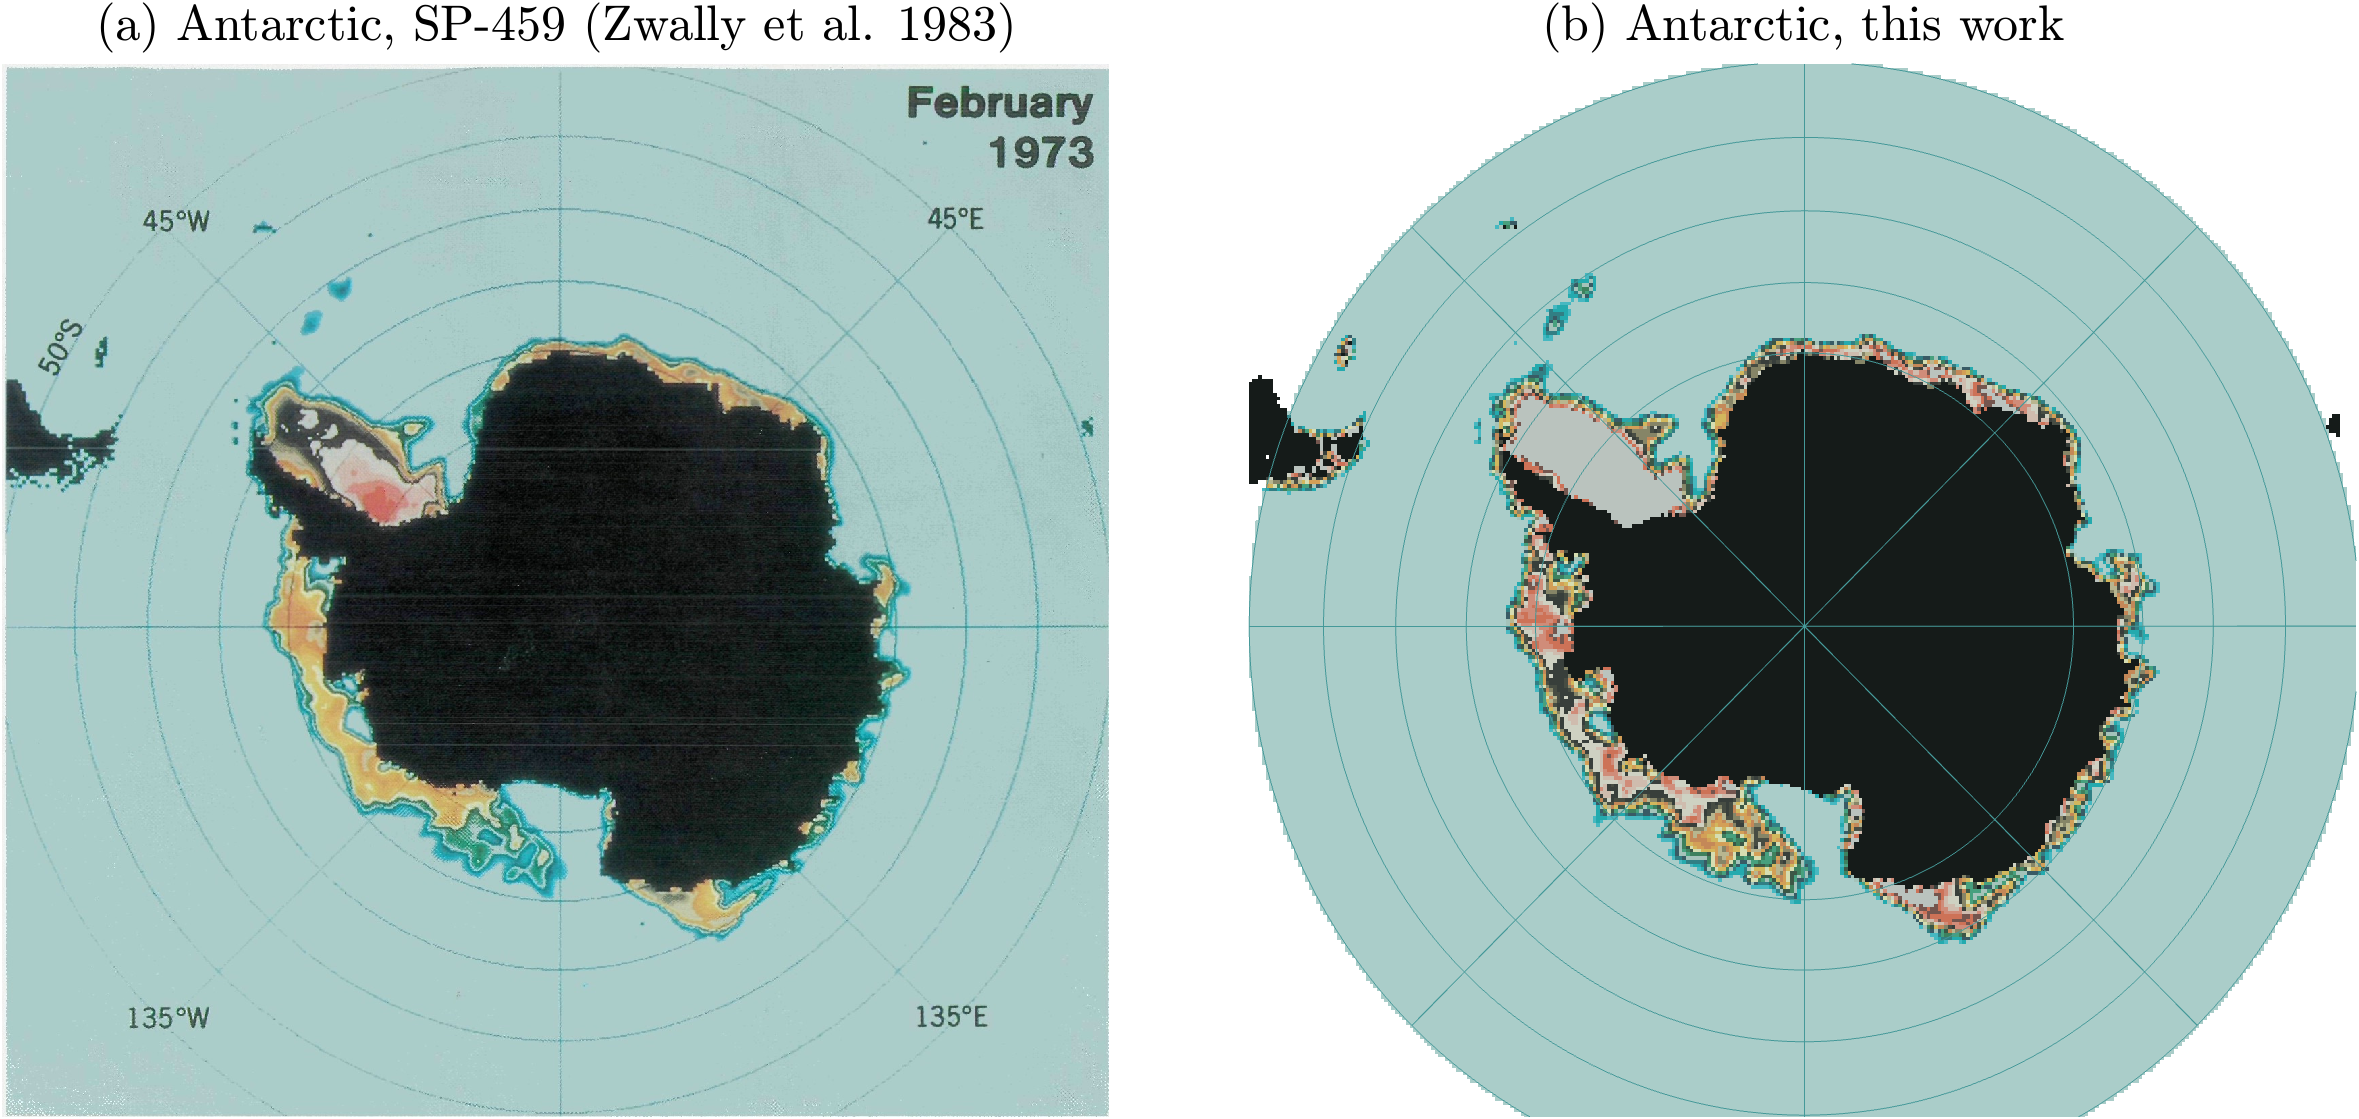 (a) Antarctic, SP-459 (Zwally et al. 1983)
(b) Antarctic, this work
February
1973
45°W
45°E
50°S
135°W
135°E